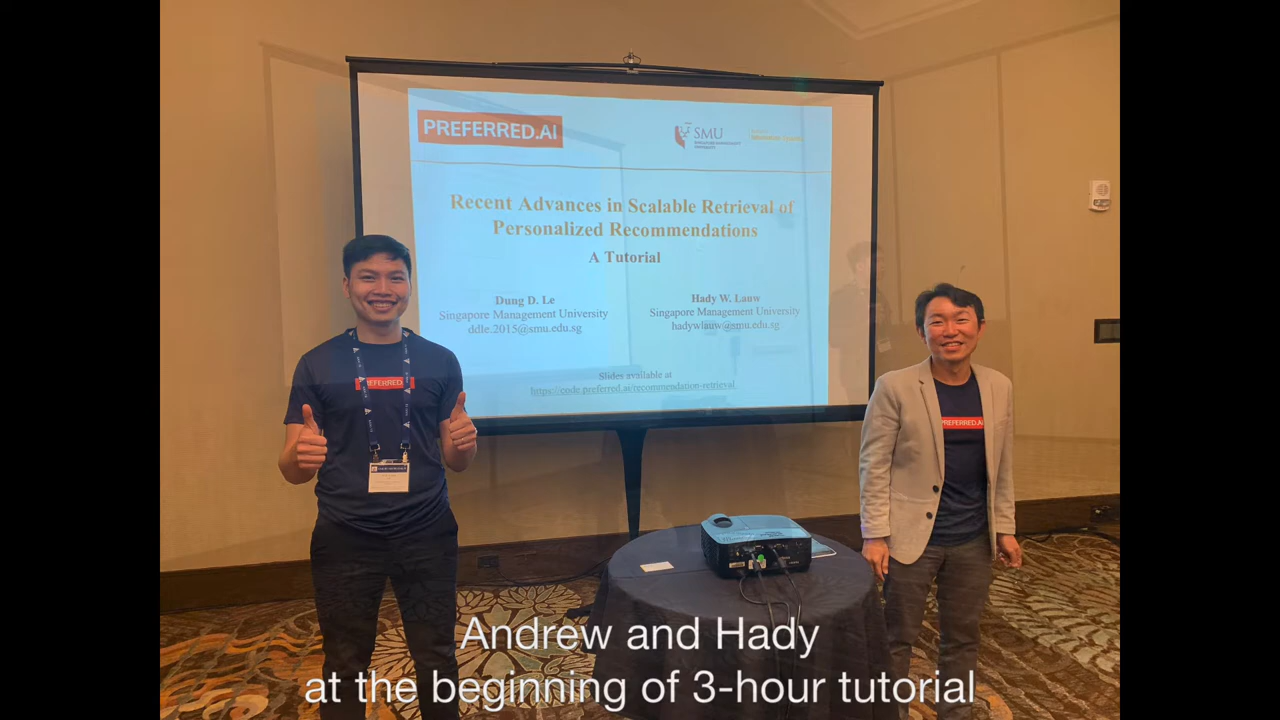 PREFERRED.AI
SMU
Recent Advances in Scalable Retrieval of
Personalized Recommendations
A Tutorial
Dung D. Le
Singapore Management University
ddle.2015@smu.edu.sg
Hady W. Lauw
Singapore Management University
hadywlauw@smu.edu.sg
Slides available at
https://code.preferred.ai/recommendation-retrieval
PREFERRED
PREFERRED.AI
Andrew and Hady
at the beginning of 3-hour tutorial